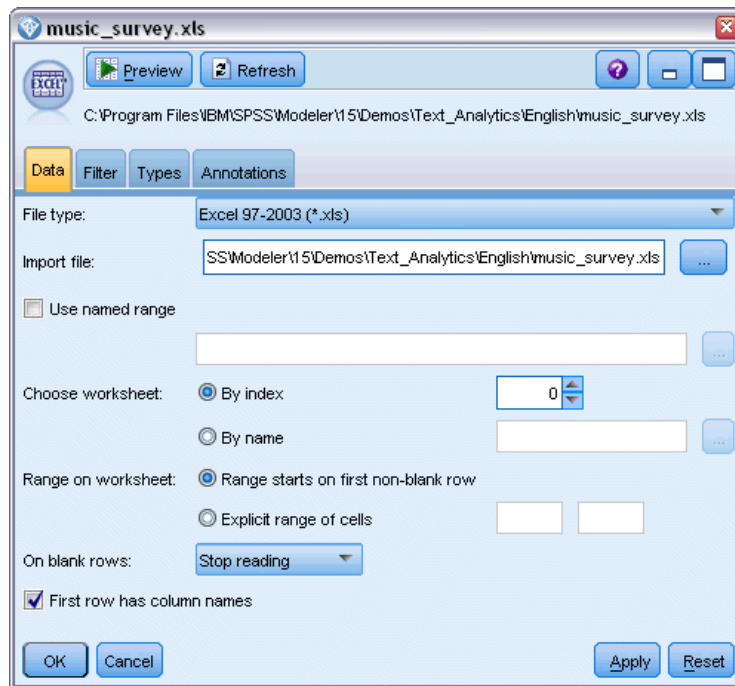 music_survey.xls
EXCEL
Preview Refresh
C:\Program Files\IBM\SPSS\Modeler\15\Demos\Text_Analytics\English\music_survey.xls
Data Filter Types Annotations
File type: Excel 97-2003 (*.xls)
Import file: SS\Modeler\15\Demos\Text_Analytics\English\music_survey.xls ...
Use named range
...
Choose worksheet: By index 0
By name ...
Range on worksheet: Range starts on first non-blank row
Explicit range of cells
On blank rows: Stop reading
First row has column names
OK Cancel Apply Reset